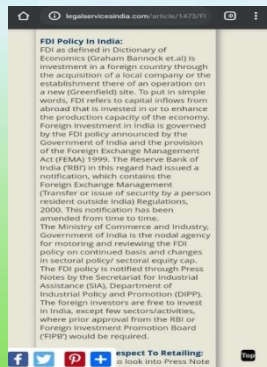 legalservicesindia.com/article/1473/FI
FDI Policy In India:
FDI as defined in Dictionary of
Economics (Graham Bannock et.al) is
investment in a foreign country through
the acquisition of a local company or the
establishment there of an operation on
a new (Greenfield) site. To put in simple
words, FDI refers to capital inflows from
abroad that is invested in or to enhance
the production capacity of the economy.
Foreign Investment in India is governed
by the FDI policy announced by the
Government of India and the provision
of the Foreign Exchange Management
Act (FEMA) 1999. The Reserve Bank of
India ('RBI') in this regard had issued a
notification, which contains the
Foreign Exchange Management
(Transfer or issue of security by a person
resident outside India) Regulations,
2000. This notification has been
amended from time to time.
The Ministry of Commerce and Industry,
Government of India is the nodal agency
for motoring and reviewing the FDI
policy on continued basis and changes
in sectoral policy/ sectoral equity cap.
The FDI policy is notified through Press
Notes by the Secretariat for Industrial
Assistance (SIA), Department of
Industrial Policy and Promotion (DIPP).
The foreign investors are free to invest
in India, except few sectors/activities,
where prior approval from the RBI or
Foreign Investment Promotion Board
('FIPB') would be required.
espect To Retailing:
o look into Press Note
Top